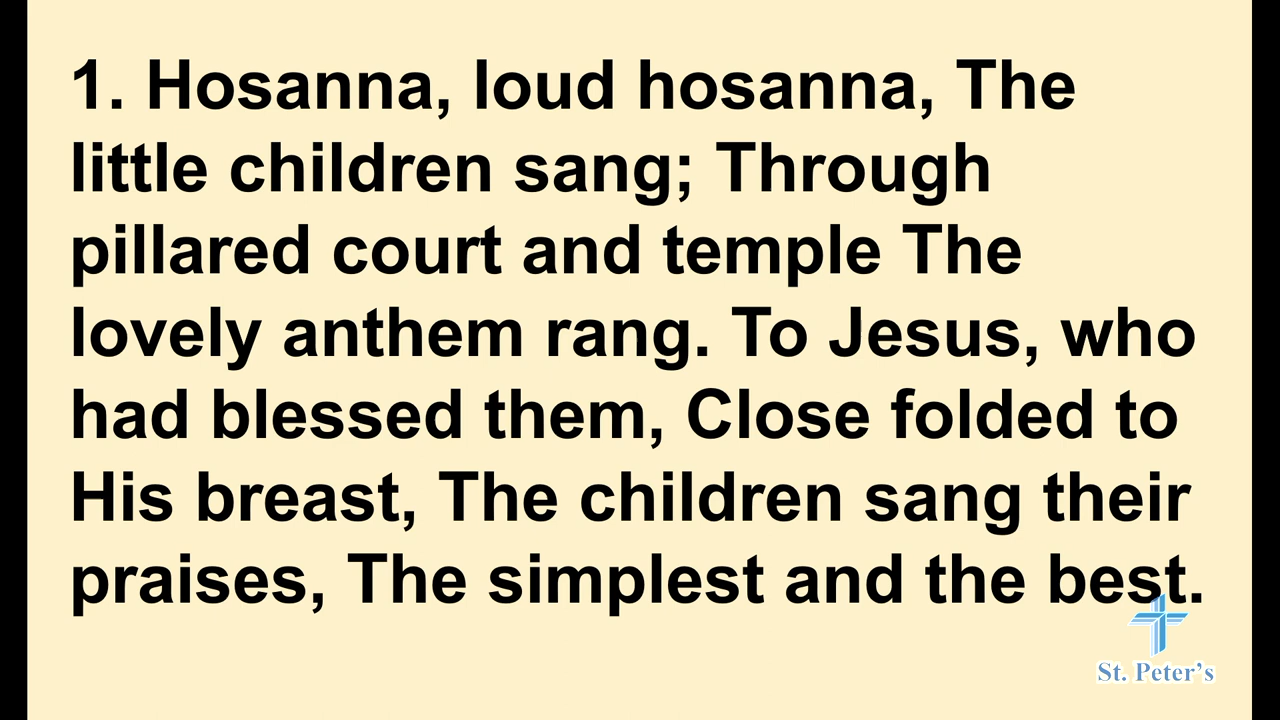 1. Hosanna, loud hosanna, The
little children sang; Through
pillared court and temple The
lovely anthem rang. To Jesus, who
had blessed them, Close folded to
His breast, The children sang their
praises, The simplest and the best.
St. Peter’s